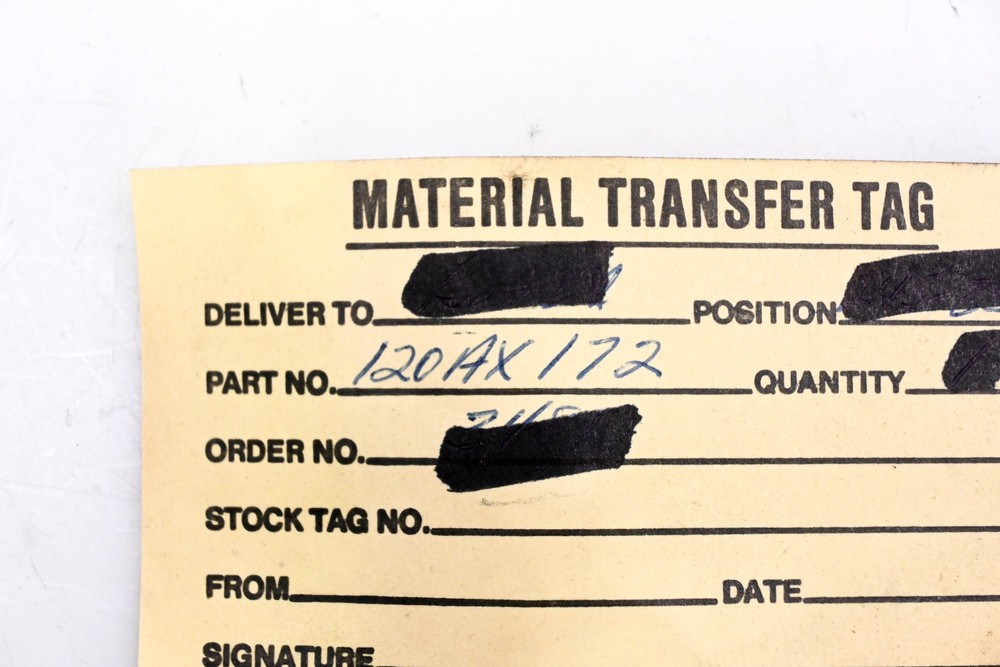 MATERIAL TRANSFER TAG
DELIVER TO POSITION
PART NO. 120AX172 QUANTITY
ORDER NO.
STOCK TAG NO.
FROM DATE
SIGNATURE